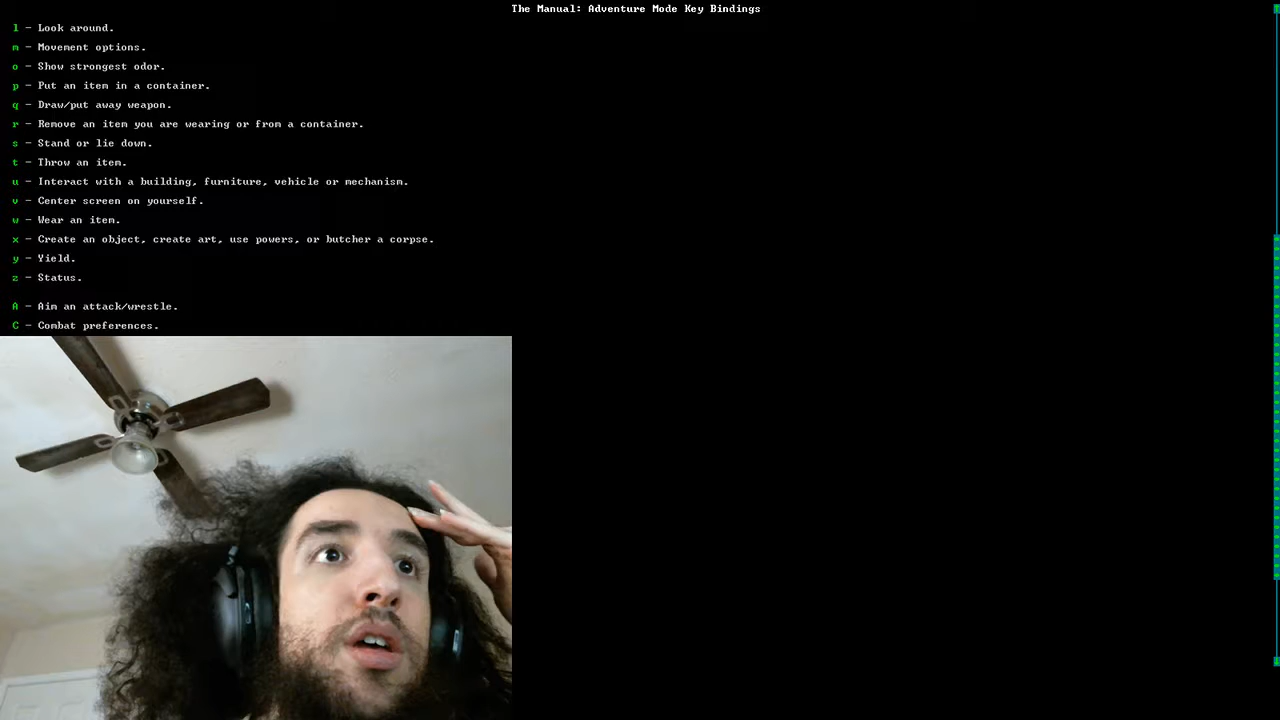 The Manual: Adventure Mode Key Bindings
l - Look around.
m - Movement options.
o - Show strongest odor.
p - Put an item in a container.
q - Draw/put away weapon.
r - Remove an item you are wearing or from a container.
s - Stand or lie down.
t - Throw an item.
u - Interact with a building, furniture, vehicle or mechanism.
v - Center screen on yourself.
w - Wear an item.
x - Create an object, create art, use powers, or butcher a corpse.
y - Yield.
z - Status.
A - Aim an attack/wrestle.
C - Combat preferences.